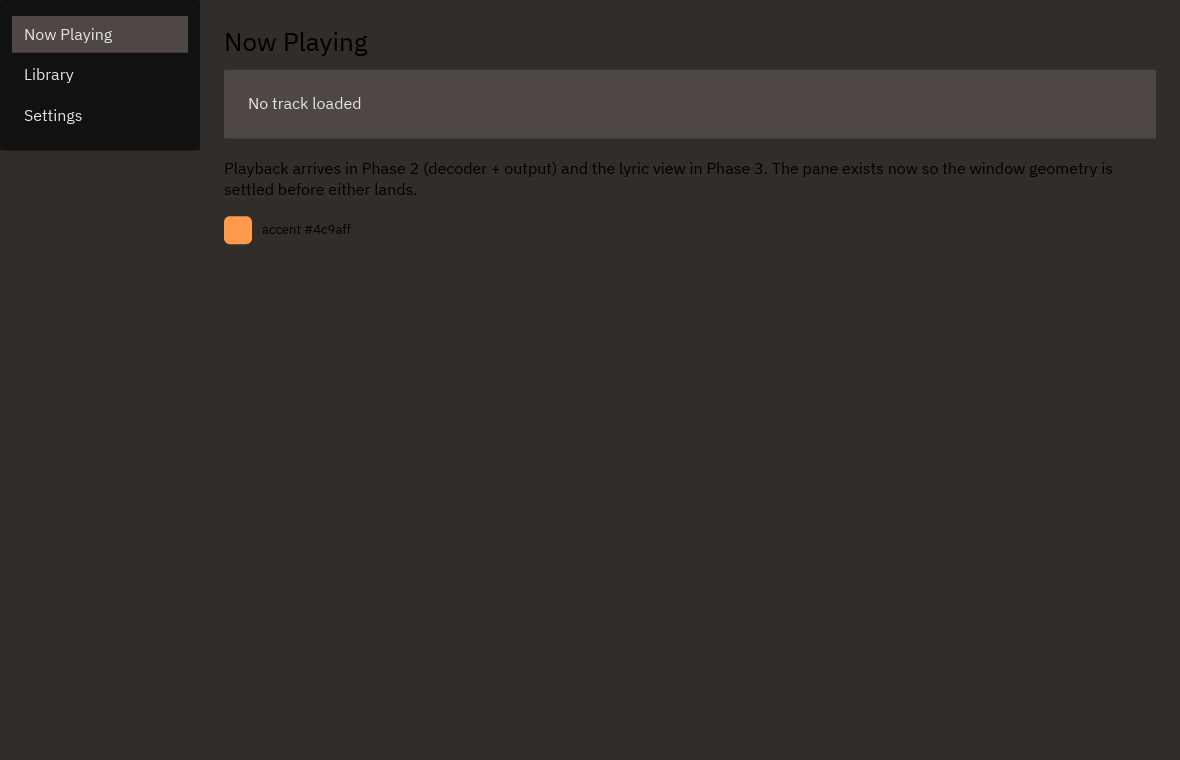 Now Playing
Library
Settings
Now Playing
No track loaded
Playback arrives in Phase 2 (decoder + output) and the lyric view in Phase 3. The pane exists now so the window geometry is
settled before either lands.
accent #4c9aff